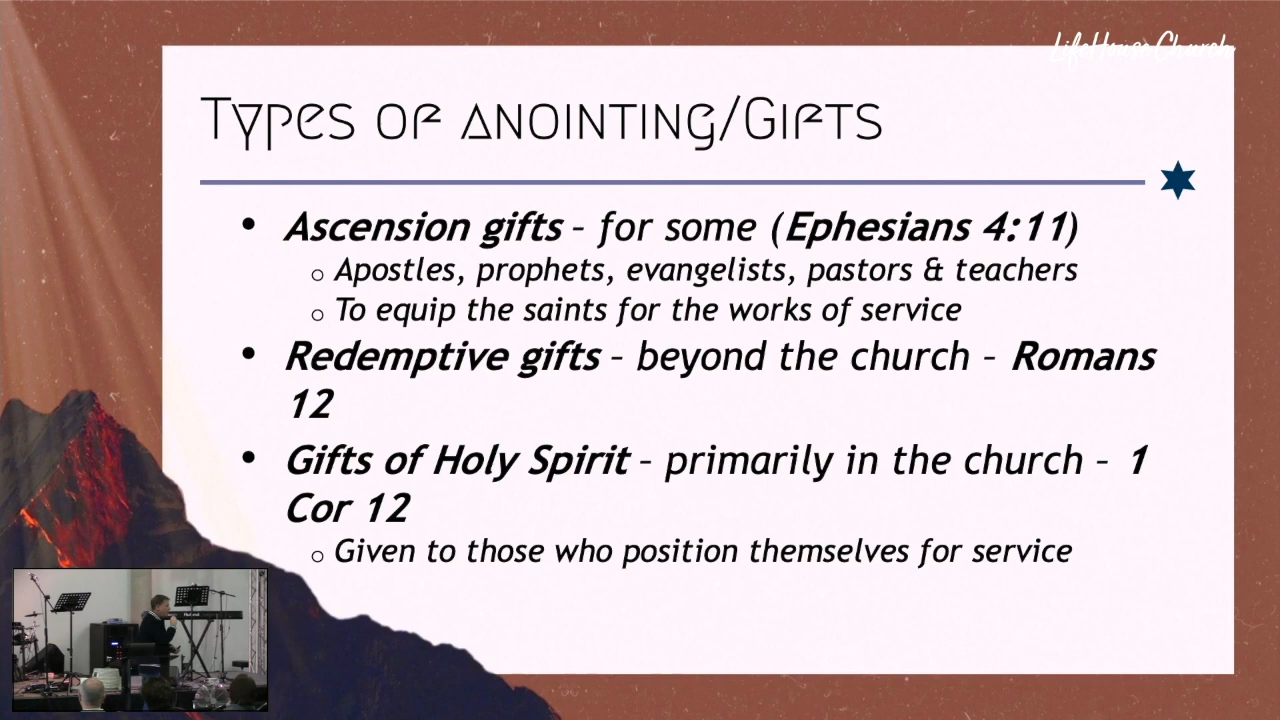 LifeHouse Church
Types of Anointing/Gifts
• Ascension gifts – for some (Ephesians 4:11)
○ Apostles, prophets, evangelists, pastors & teachers
○ To equip the saints for the works of service
• Redemptive gifts – beyond the church – Romans
12
• Gifts of Holy Spirit – primarily in the church – 1
Cor 12
○ Given to those who position themselves for service